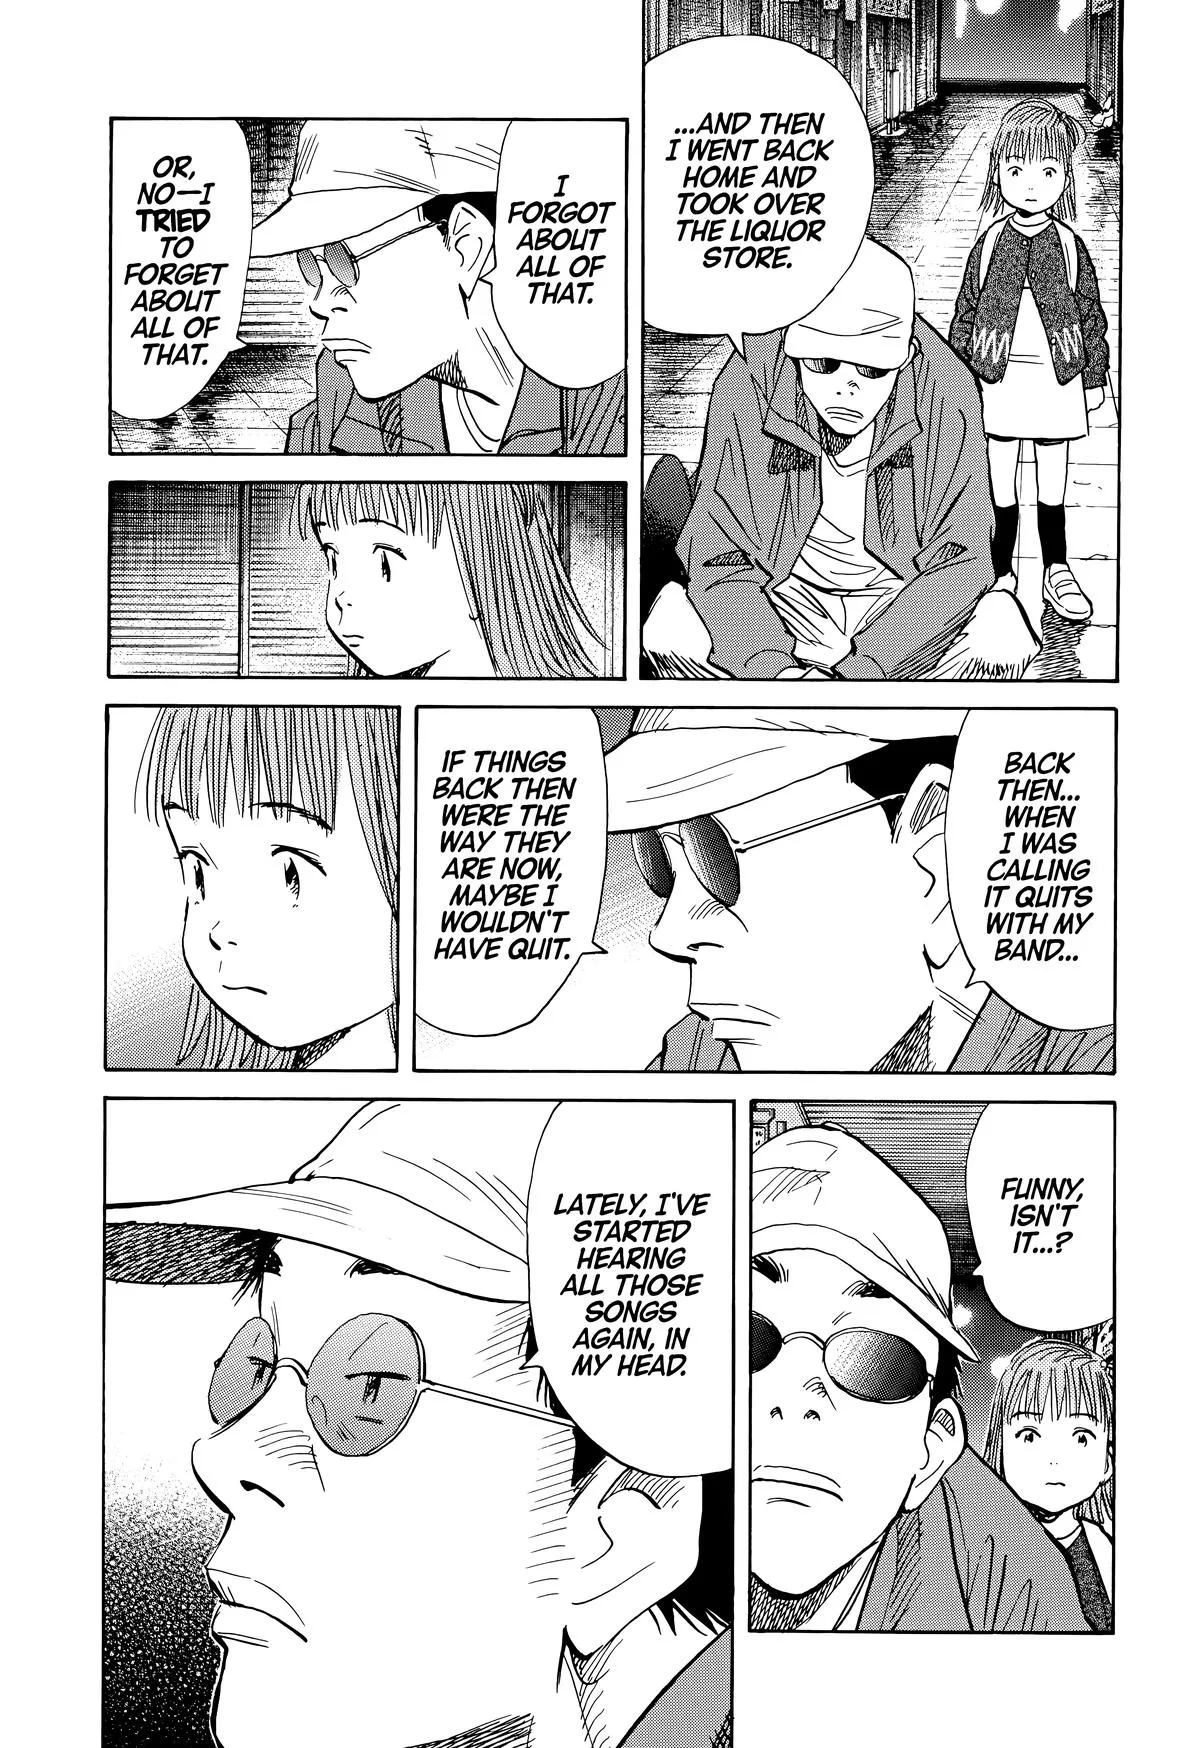 ...AND THEN
I WENT BACK
HOME AND
TOOK OVER
THE LIQUOR
STORE.
I
FORGOT
ABOUT
ALL OF
THAT.
OR,
NO—I
TRIED
TO
FORGET
ABOUT
ALL OF
THAT.
BACK
THEN...
WHEN
I WAS
CALLING
IT QUITS
WITH MY
BAND...
IF THINGS
BACK THEN
WERE THE
WAY THEY
ARE NOW,
MAYBE I
WOULDN'T
HAVE QUIT.
FUNNY,
ISN'T
IT...?
LATELY, I'VE
STARTED
HEARING
ALL THOSE
SONGS
AGAIN, IN
MY HEAD.